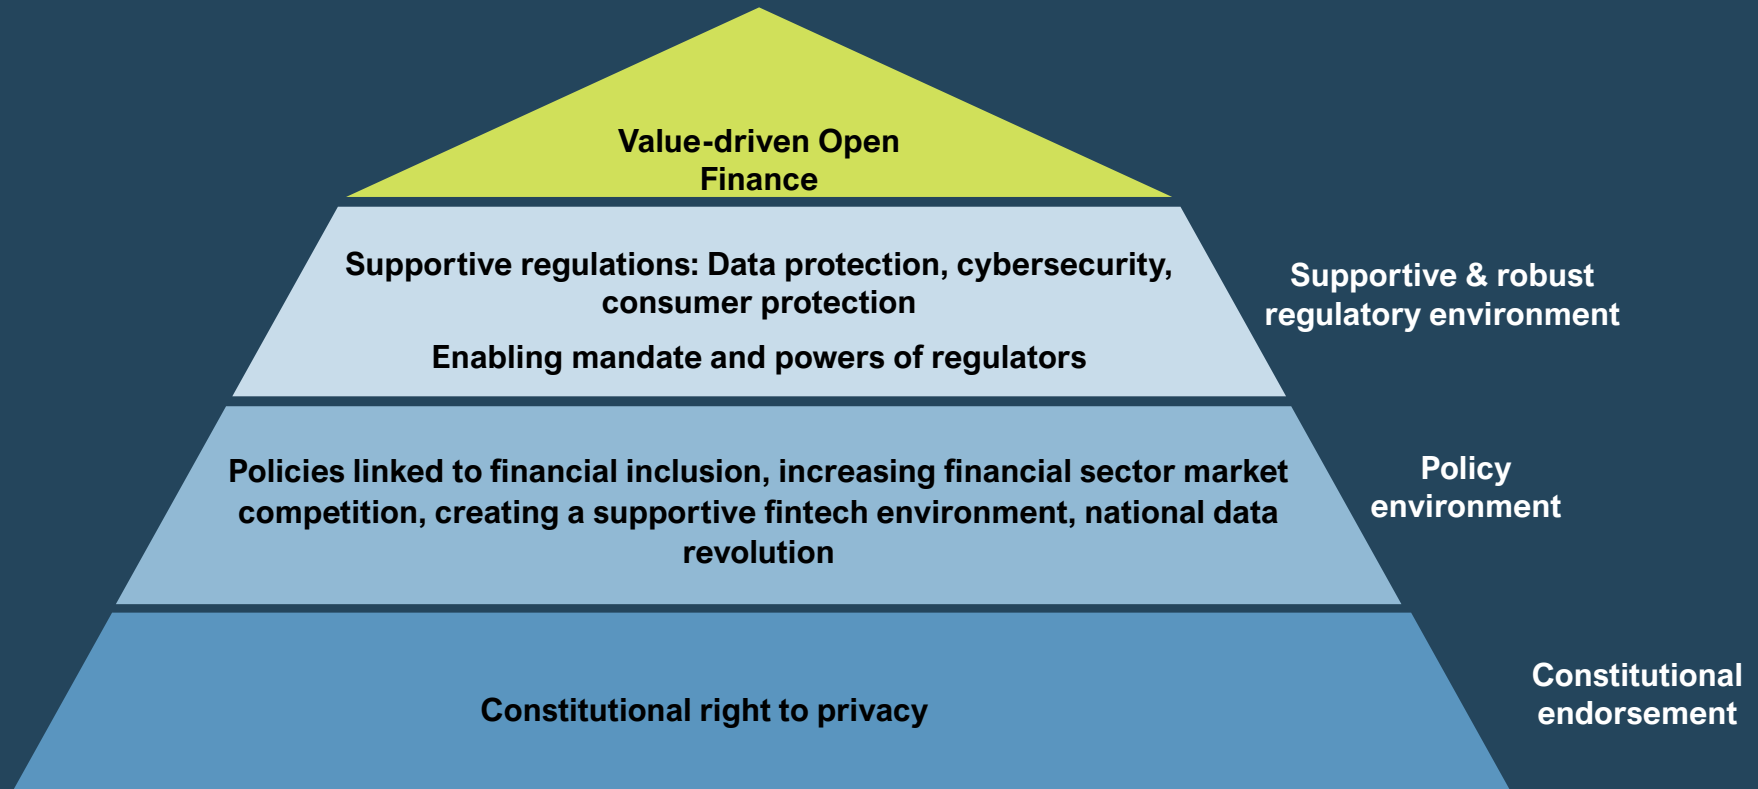 Value-driven Open
Finance
Supportive regulations: Data protection, cybersecurity,
consumer protection
Enabling mandate and powers of regulators
Supportive & robust
regulatory environment
Policies linked to financial inclusion, increasing financial sector market
competition, creating a supportive fintech environment, national data
revolution
Policy
environment
Constitutional right to privacy
Constitutional
endorsement